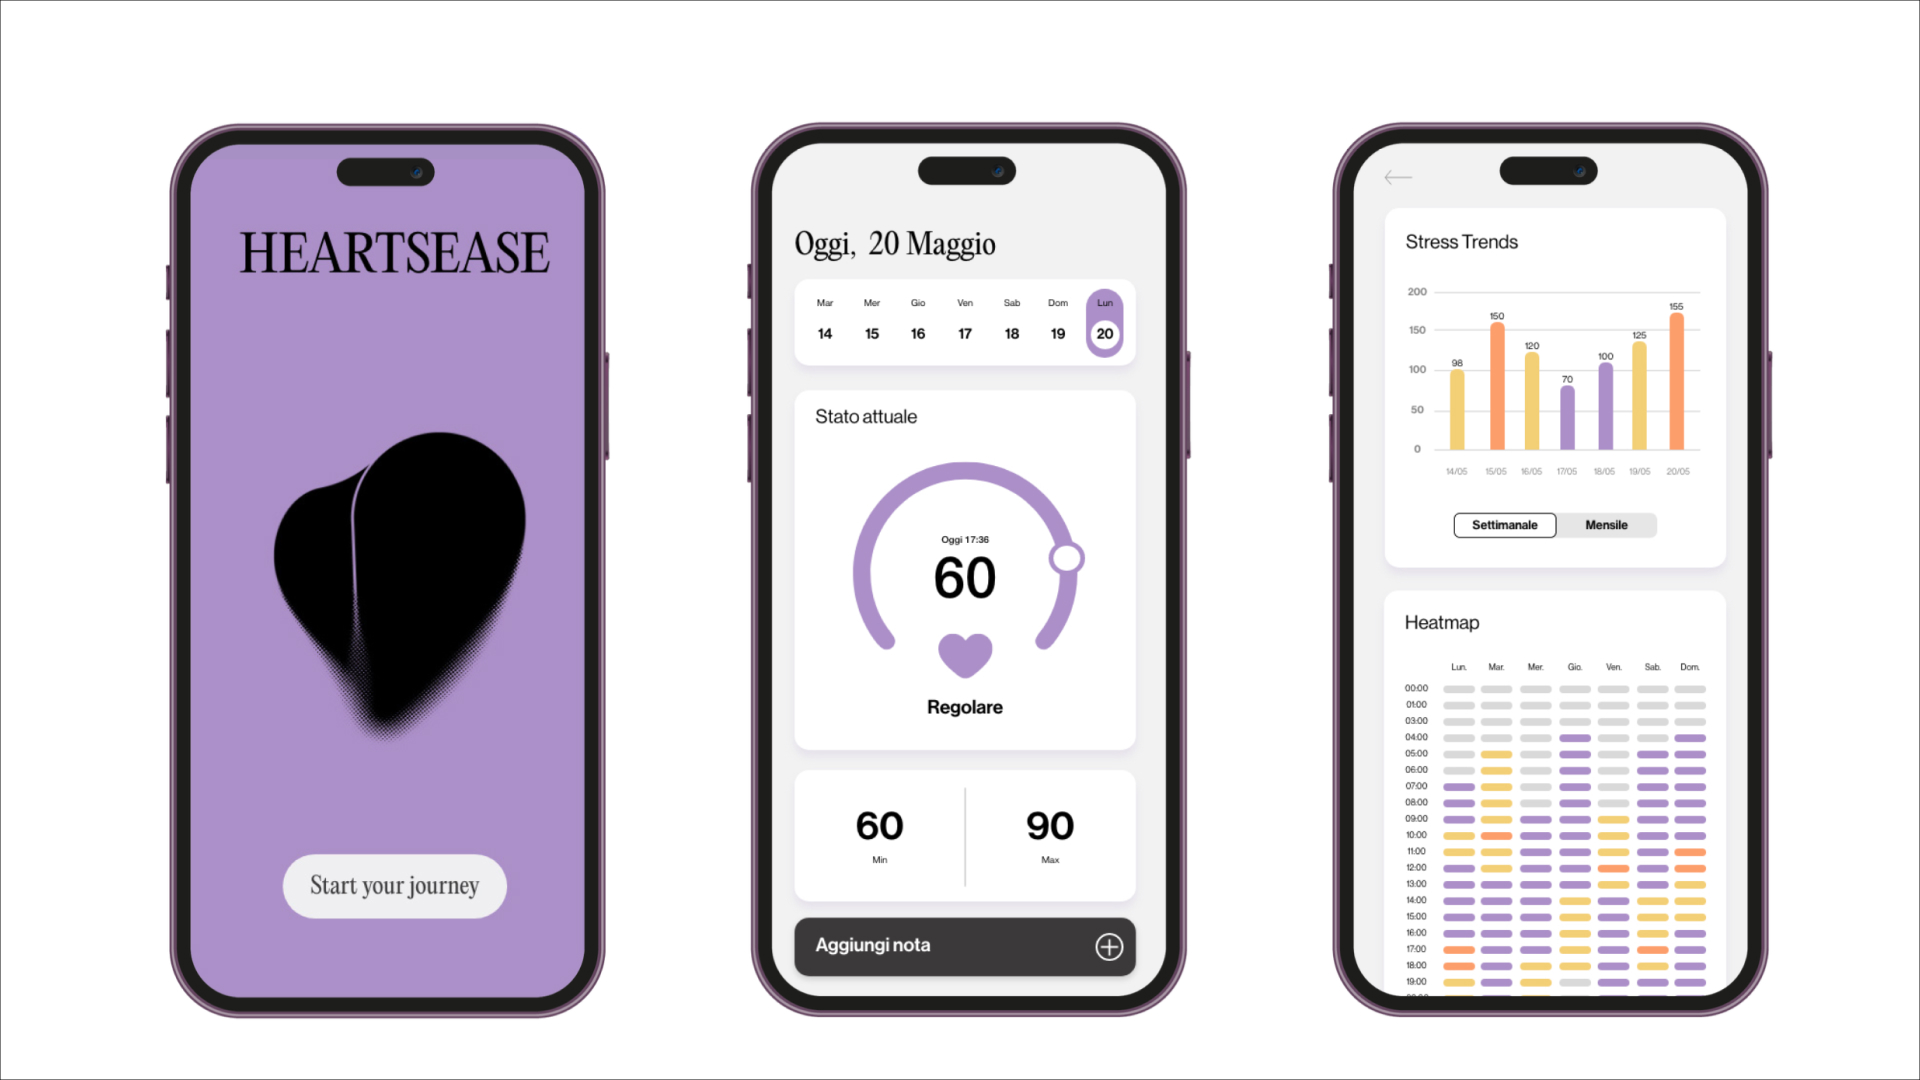 HEARTSEASE
Start your journey
Oggi, 20 Maggio
Mar Mer Gio Ven Sab Dom Lun
14 15 16 17 18 19 20
Stato attuale
Oggi 17:36
60
Regolare
60 90
Min Max
Aggiungi nota
Stress Trends
200
155
150
150
125
120
100
100
98
70
50
0
14/05 15/05 16/05 17/05 18/05 19/05 20/05
Settimanale Mensile
Heatmap
Lun. Mar. Mer. Gio. Ven. Sab. Dom.
00:00
01:00
03:00
04:00
05:00
06:00
07:00
08:00
09:00
10:00
11:00
12:00
13:00
14:00
15:00
16:00
17:00
18:00
19:00